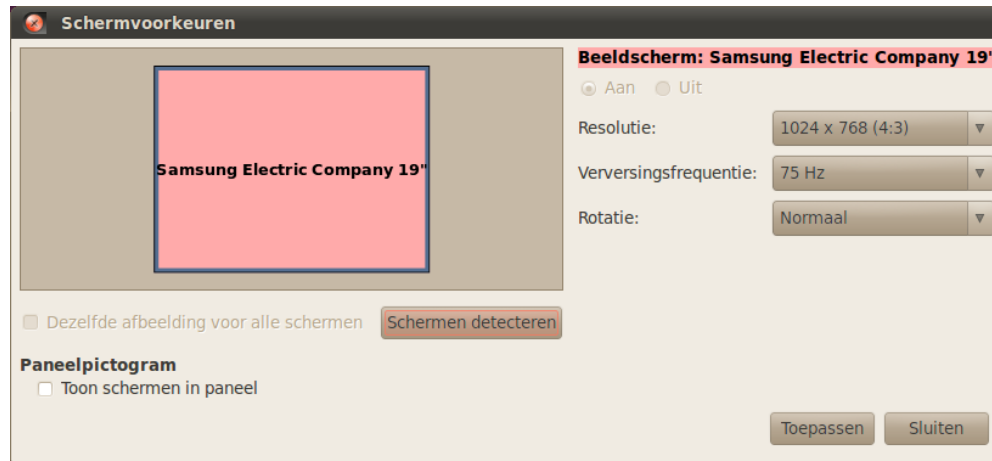 Schermvoorkeuren
Samsung Electric Company 19"
Beeldscherm: Samsung Electric Company 19"
Aan
Uit
Resolutie:
1024 x 768 (4:3)
Verversingsfrequentie:
75 Hz
Rotatie:
Normaal
Dezelfde afbeelding voor alle schermen
Schermen detecteren
Paneelpictogram
Toon schermen in paneel
Toepassen
Sluiten